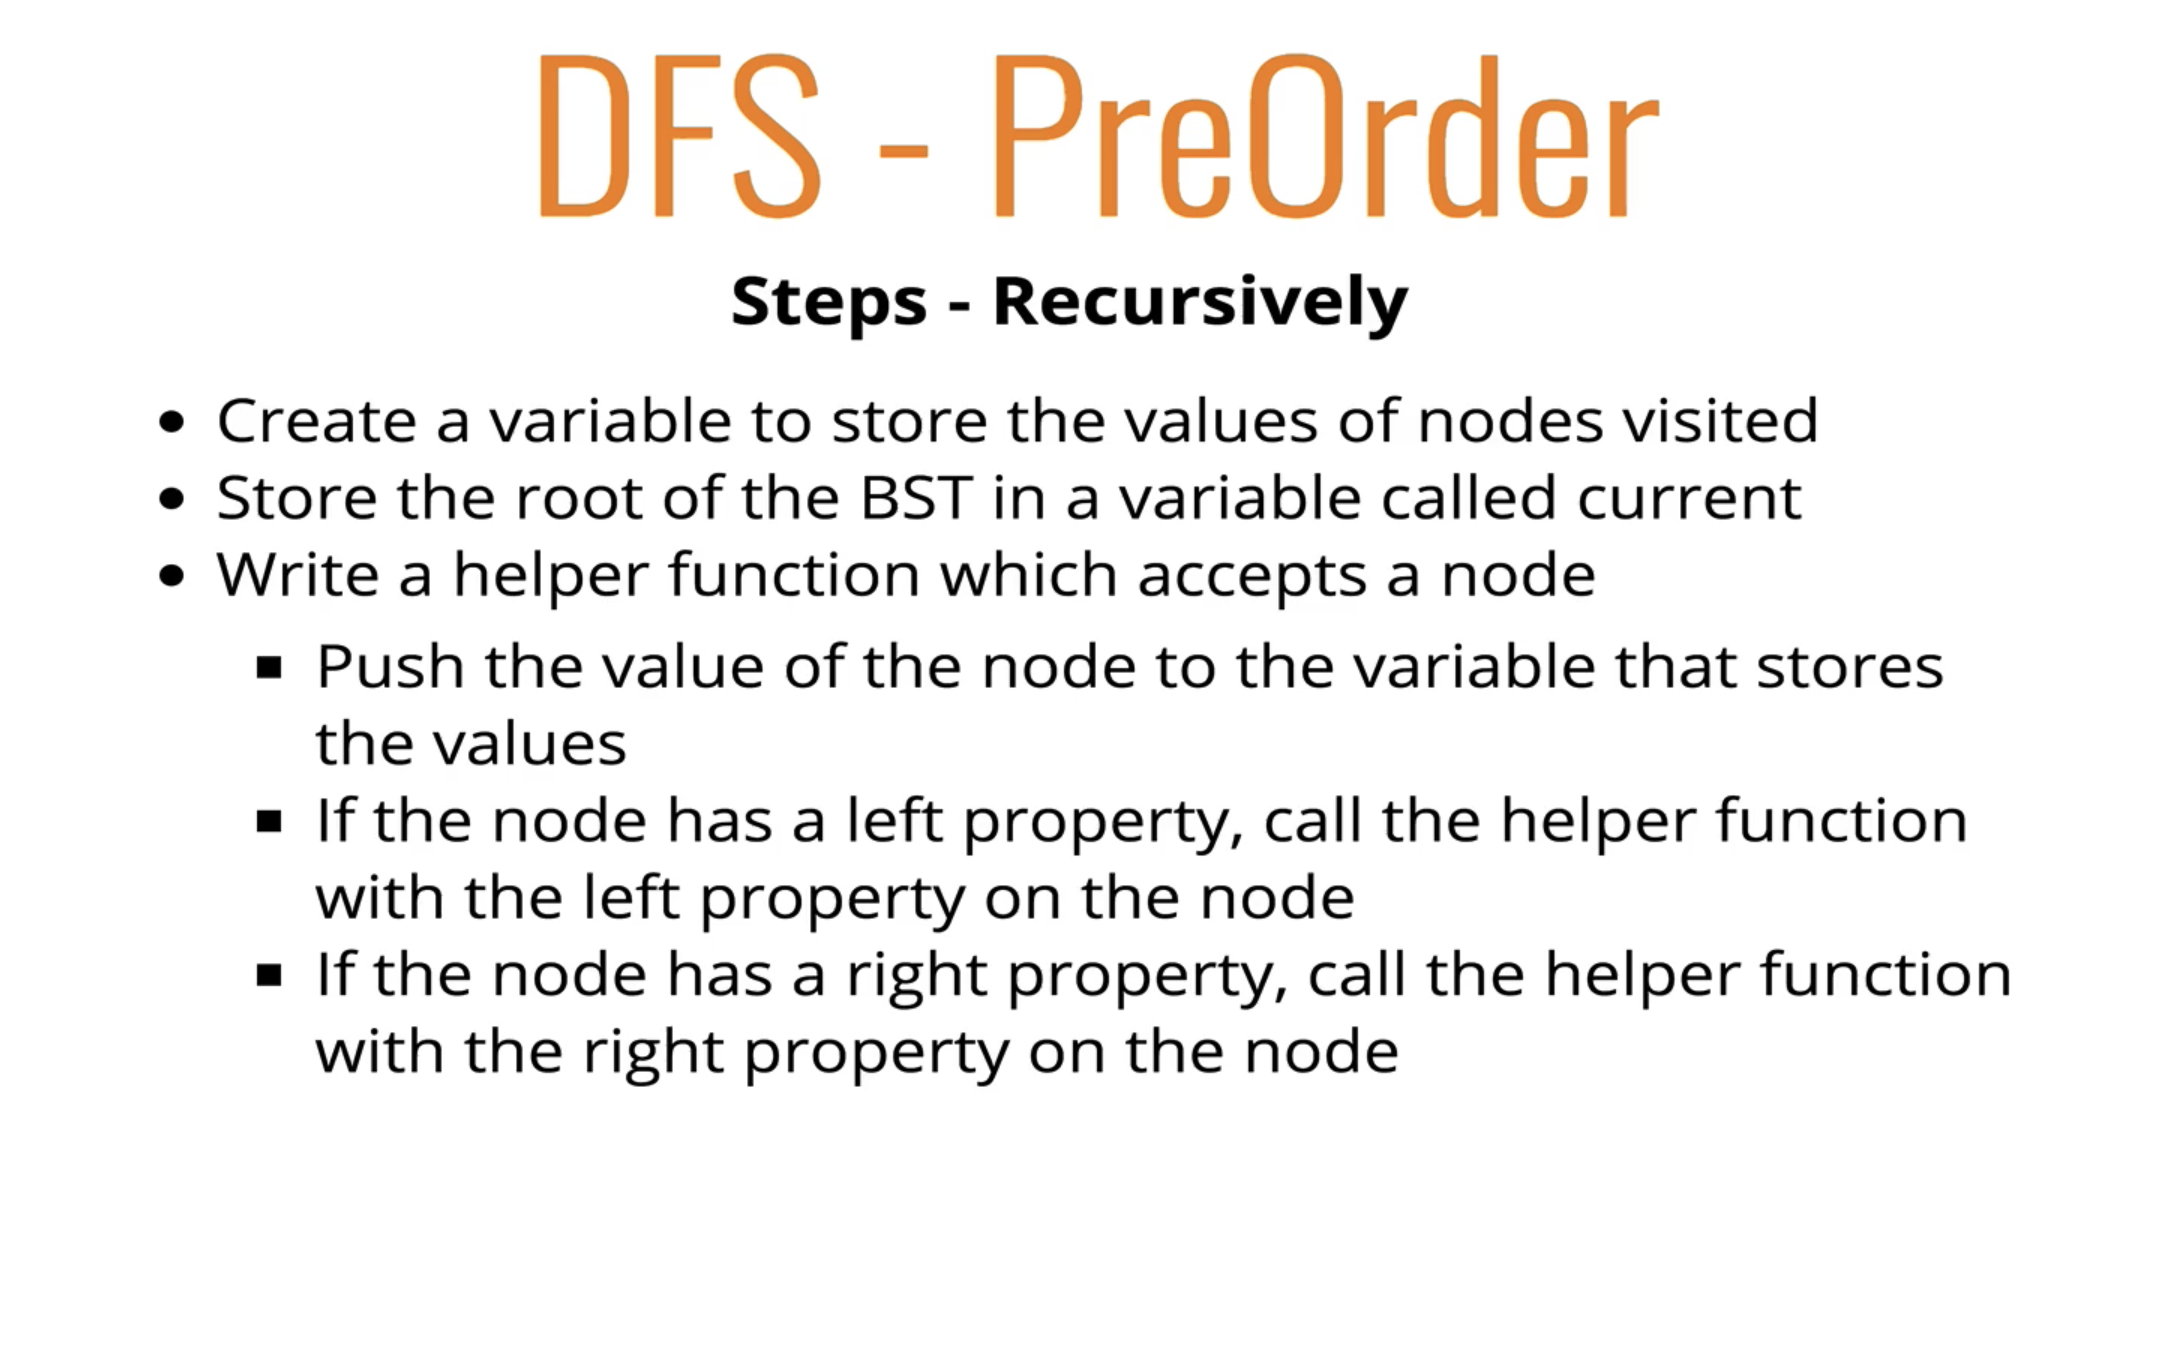 DFS - PreOrder
Steps - Recursively
• Create a variable to store the values of nodes visited
• Store the root of the BST in a variable called current
• Write a helper function which accepts a node
▪ Push the value of the node to the variable that stores
the values
▪ If the node has a left property, call the helper function
with the left property on the node
▪ If the node has a right property, call the helper function
with the right property on the node